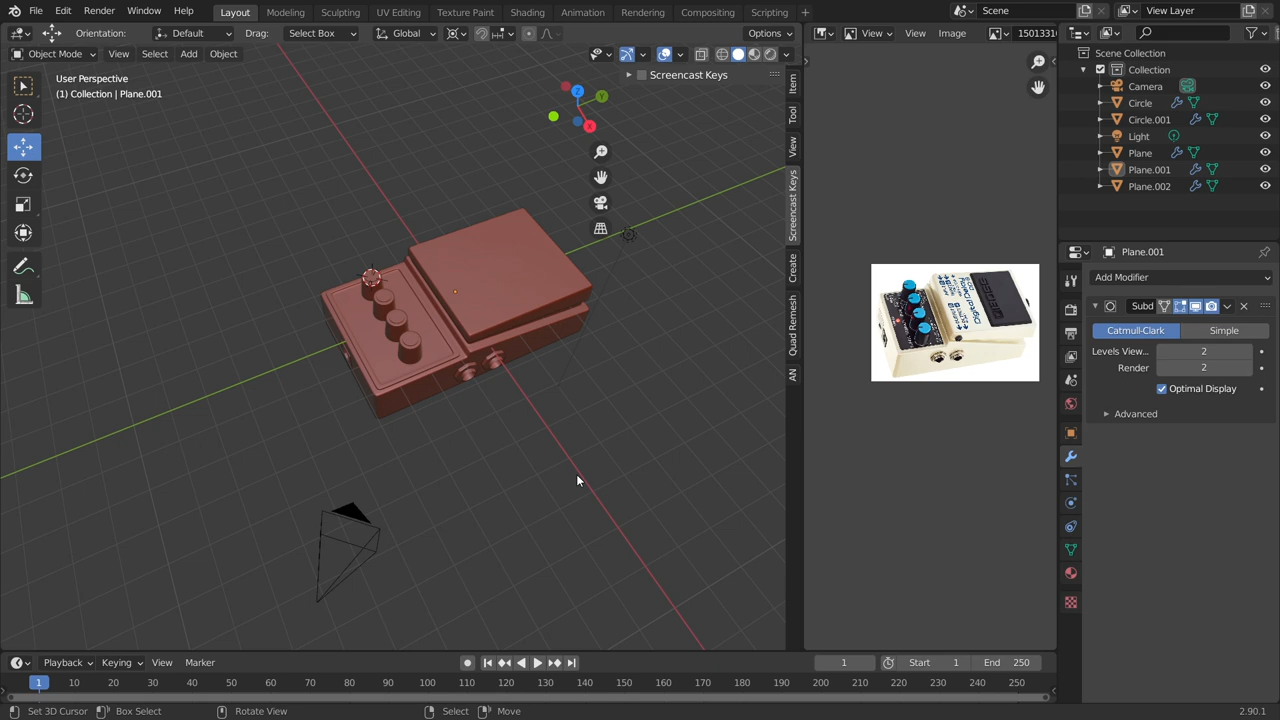 File Edit Render Window Help Layout Modeling Sculpting UV Editing Texture Paint Shading Animation Rendering Compositing Scripting + Scene View Layer
Orientation: Default Drag: Select Box Global Options View View Image 1501331
Object Mode View Select Add Object
User Perspective
(1) Collection | Plane.001
Screencast Keys
Item
Tool
View
Screencast Keys
Create
Quad Remesh
AN
Z
Y
X
Scene Collection
Collection
Camera
Circle
Circle.001
Light
Plane
Plane.001
Plane.002
Plane.001
Add Modifier
Subd
Catmull-Clark Simple
Levels View... 2
Render 2
Optimal Display
Advanced
Digital Delay
BOSS
Playback Keying View Marker 1 Start 1 End 250
1 10 20 30 40 50 60 70 80 90 100 110 120 130 140 150 160 170 180 190 200 210 220 230 240 250
Set 3D Cursor Box Select Rotate View Select Move 2.90.1